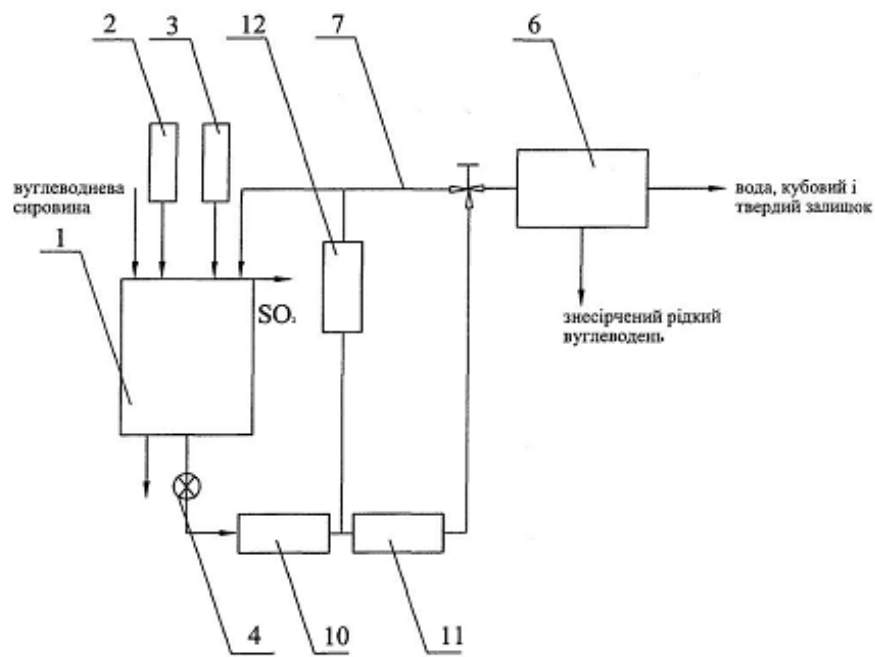 2
3
12
7
6
вуглеводнева
сировина
вода, кубовий і
твердий залишок
1
SO₂
знесірчений рідкий
вуглеводень
4
10
11